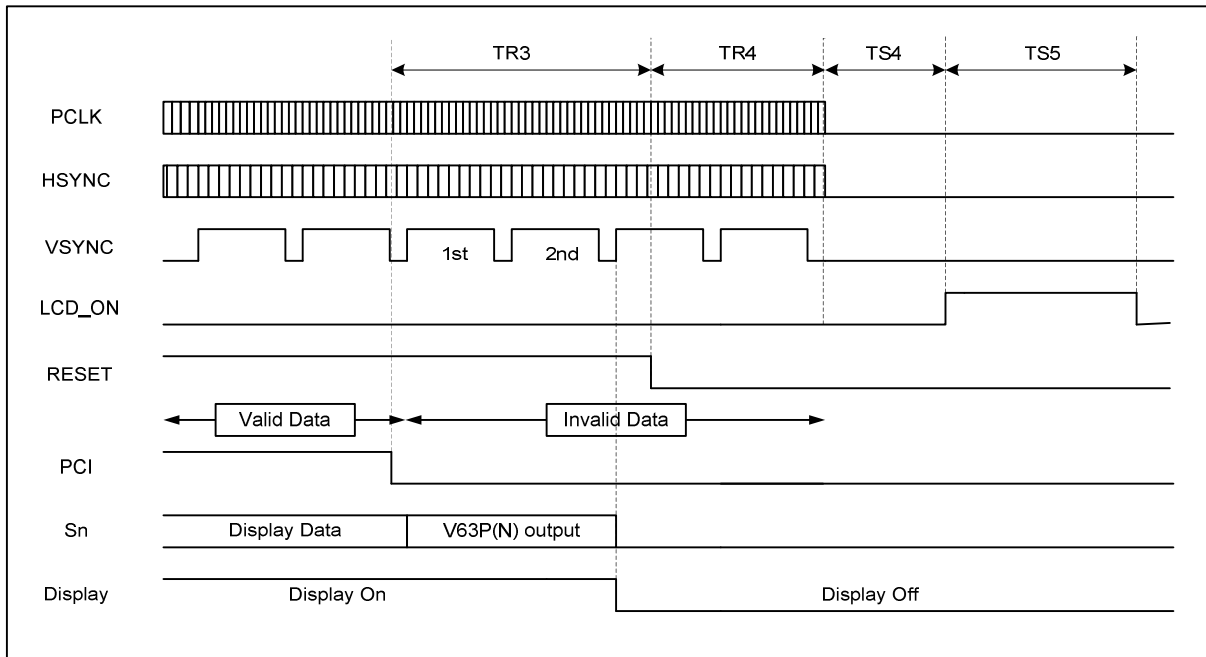 TR3 TR4 TS4 TS5
PCLK
HSYNC
VSYNC 1st 2nd
LCD_ON
RESET
Valid Data Invalid Data
PCI
Sn Display Data V63P(N) output
Display Display On Display Off